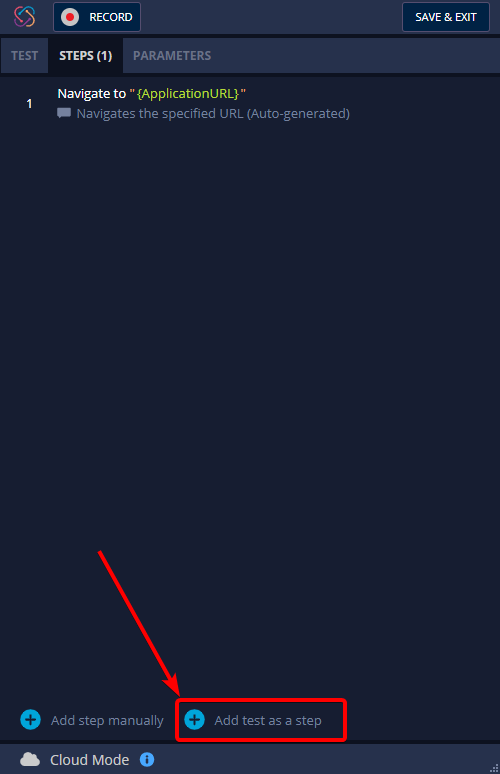 RECORD
SAVE & EXIT
TEST
STEPS (1)
PARAMETERS
1
Navigate to "{ApplicationURL}"
Navigates the specified URL (Auto-generated)
Add step manually
Add test as a step
Cloud Mode